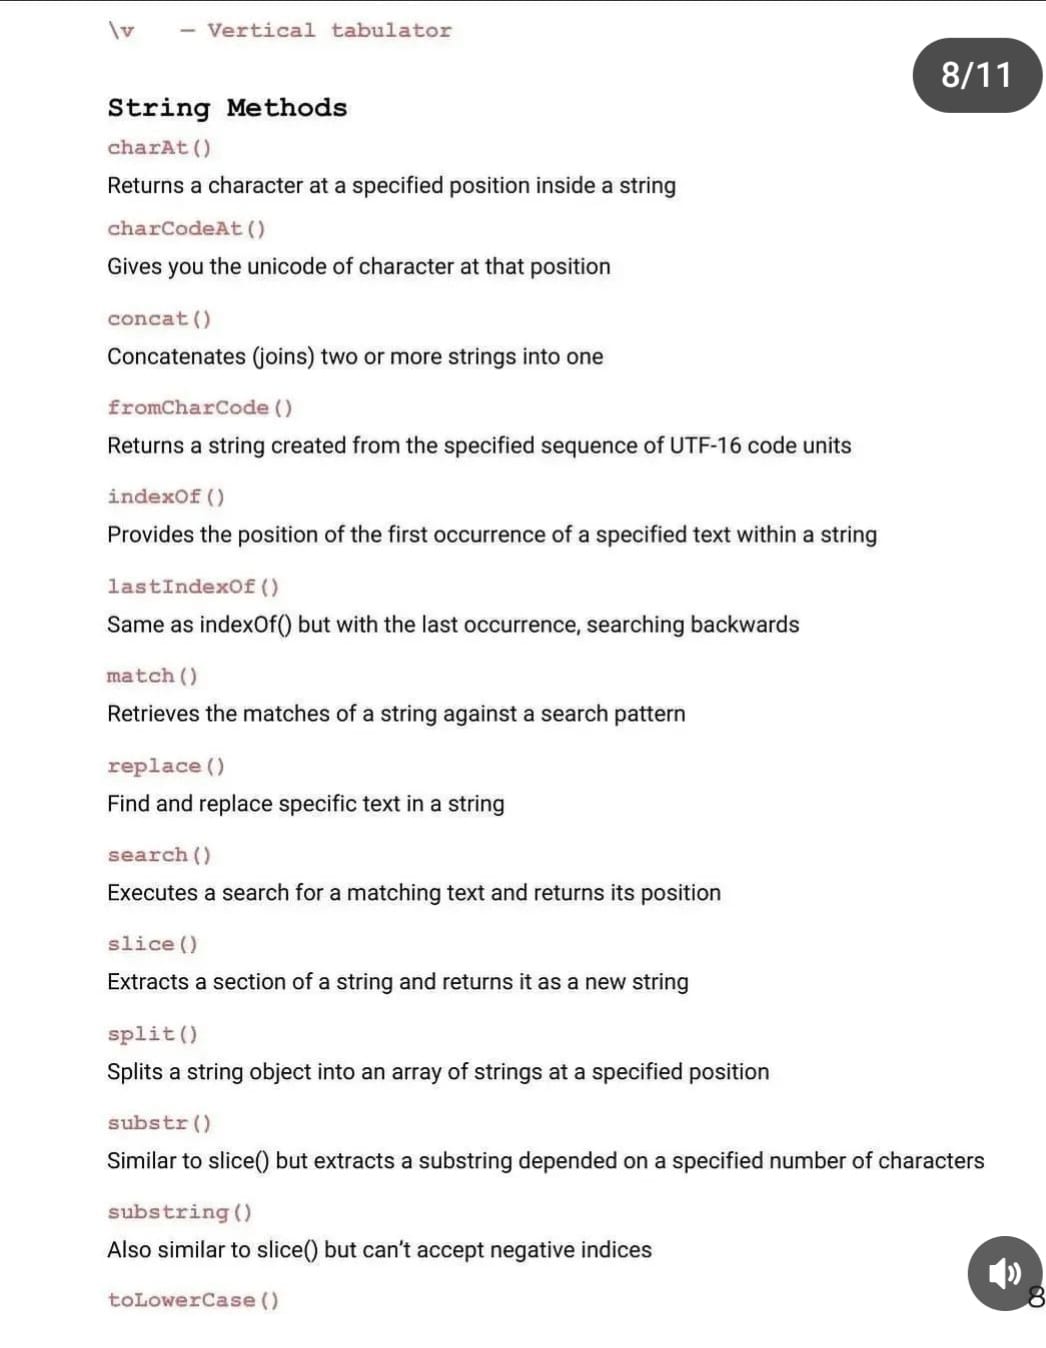 \v — Vertical tabulator
8/11
String Methods
charAt()
Returns a character at a specified position inside a string
charCodeAt()
Gives you the unicode of character at that position
concat()
Concatenates (joins) two or more strings into one
fromCharCode()
Returns a string created from the specified sequence of UTF-16 code units
indexOf()
Provides the position of the first occurrence of a specified text within a string
lastIndexOf()
Same as indexOf() but with the last occurrence, searching backwards
match()
Retrieves the matches of a string against a search pattern
replace()
Find and replace specific text in a string
search()
Executes a search for a matching text and returns its position
slice()
Extracts a section of a string and returns it as a new string
split()
Splits a string object into an array of strings at a specified position
substr()
Similar to slice() but extracts a substring depended on a specified number of characters
substring()
Also similar to slice() but can't accept negative indices
toLowerCase()
8